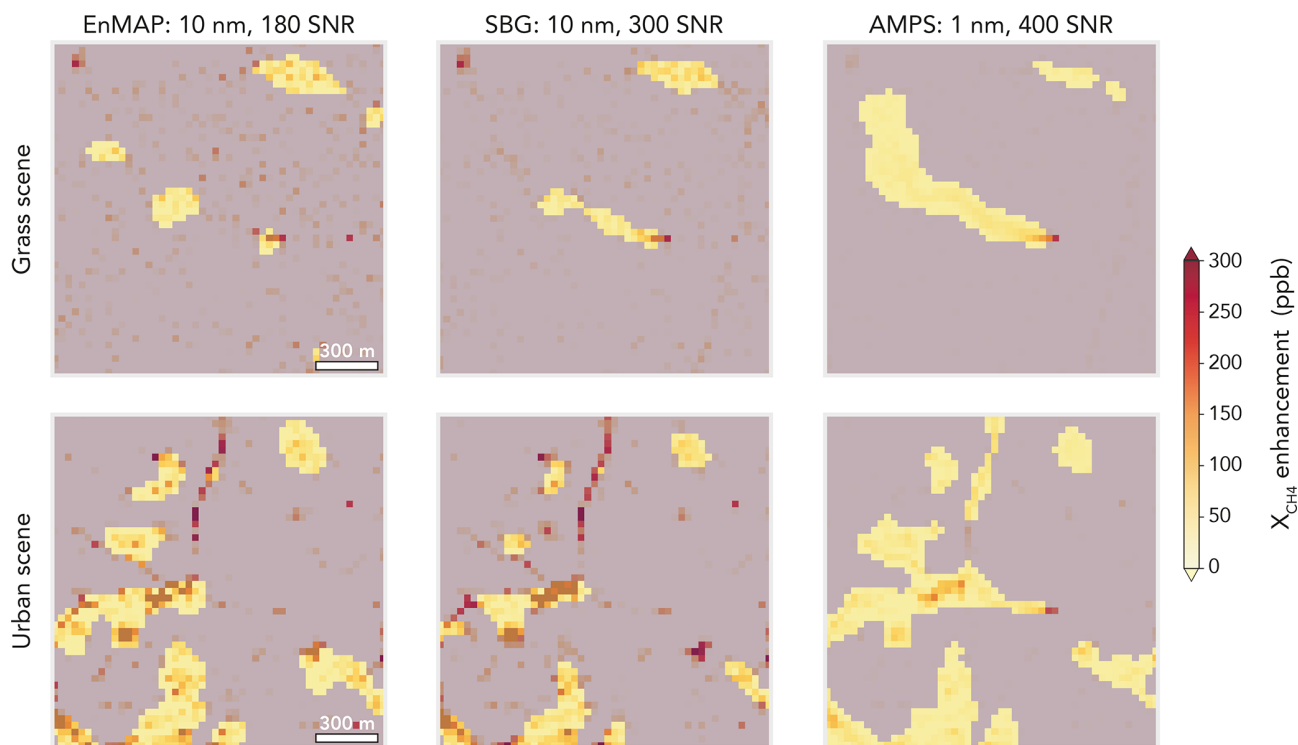 EnMAP: 10 nm, 180 SNR
SBG: 10 nm, 300 SNR
AMPS: 1 nm, 400 SNR
Grass scene
300 m
Urban scene
300 m
300
250
200
150
100
50
0
X_CH4 enhancement (ppb)